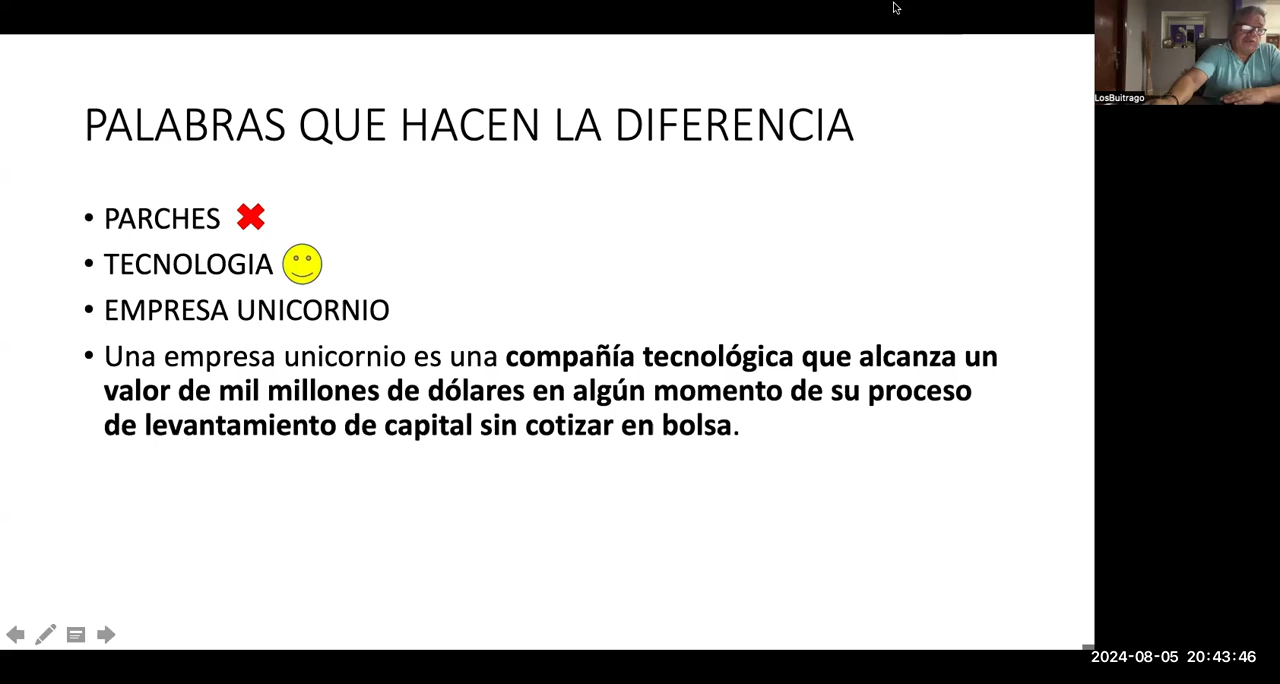 LosBuitrago
PALABRAS QUE HACEN LA DIFERENCIA
• PARCHES
• TECNOLOGIA
• EMPRESA UNICORNIO
• Una empresa unicornio es una compañía tecnológica que alcanza un
valor de mil millones de dólares en algún momento de su proceso
de levantamiento de capital sin cotizar en bolsa.
2024-08-05 20:43:46